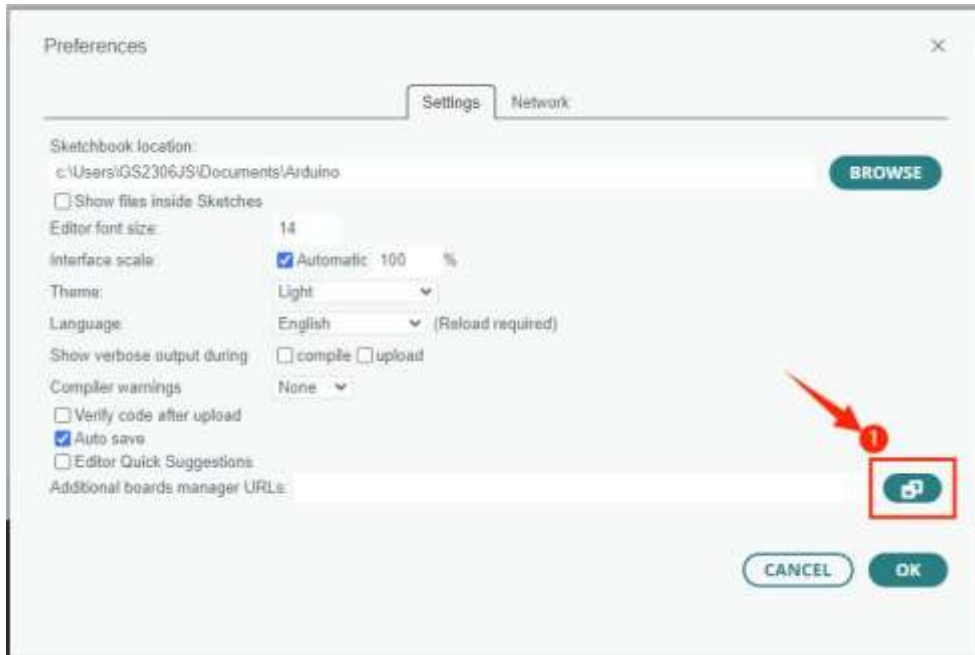 Preferences
Settings Network
Sketchbook location:
c:\Users\GS2306JS\Documents\Arduino
BROWSE
Show files inside Sketches
Editor font size: 14
Interface scale: Automatic 100 %
Theme: Light
Language: English (Reload required)
Show verbose output during compile upload
Compiler warnings None
Verify code after upload
Auto save
Editor Quick Suggestions
Additional boards manager URLs:
1
CANCEL OK